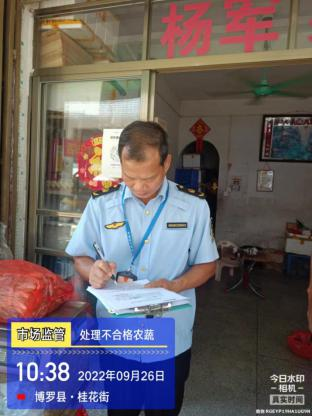 杨军
市场监管 处理不合格农蔬
10:38 2022年09月26日
博罗县·桂花街
今日水印
-相机-
真实时间